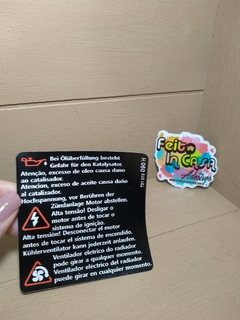 Bei Ölüberfüllung besteht
Gefahr für den Katalysator.
Atenção, excesso de oleo causa dano
ao catalisador.
Atencion, exceso de aceite causa daño
al catalizador.
Hochspannung, vor Berühren der
Zündanlage Motor abstellen.
Alta tensão! Desligar o
motor antes de tocar o
sistema de ignição.
Alta tensión! Desconectar el motor
antes de tocar el sistema de encendido.
Kühlerventilator kann jederzeit anlaufen.
Ventilador elétrico do radiador
pode girar a qualquer momento.
Ventilador eléctrico del radiador
puede girar en cualquier momento.
Feito
In CASA